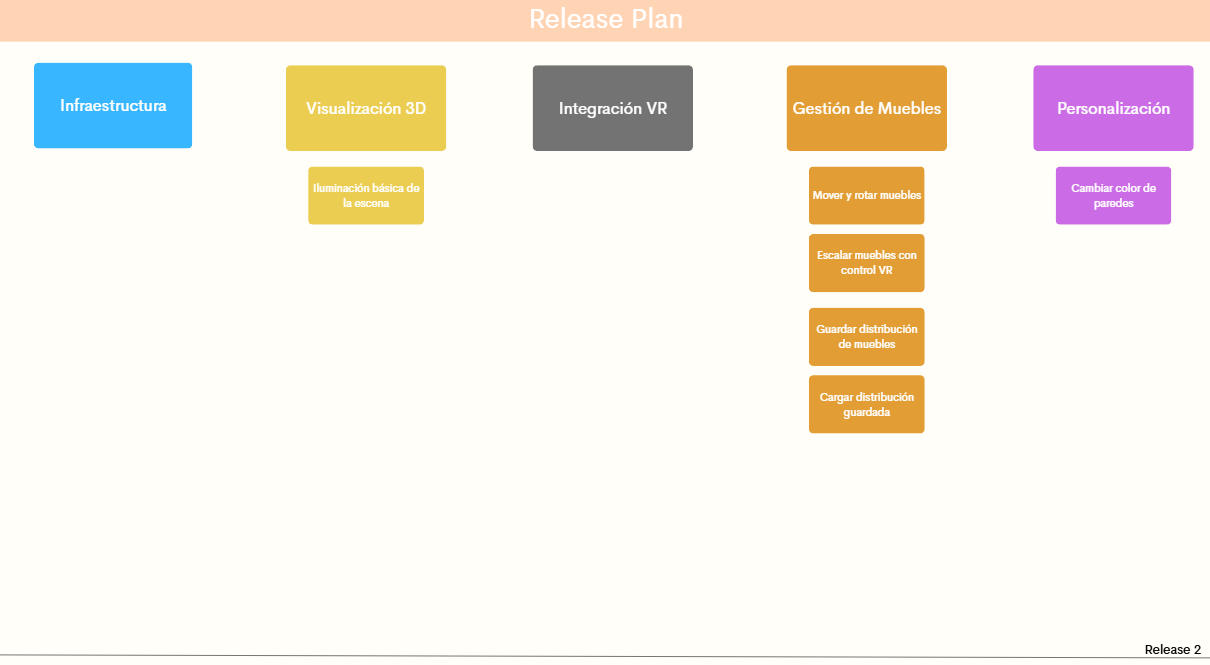 Release Plan
Infraestructura
Visualización 3D
Integración VR
Gestión de Muebles
Personalización
Iluminación básica de
la escena
Mover y rotar muebles
Escalar muebles con
control VR
Guardar distribución
de muebles
Cargar distribución
guardada
Cambiar color de
paredes
Release 2